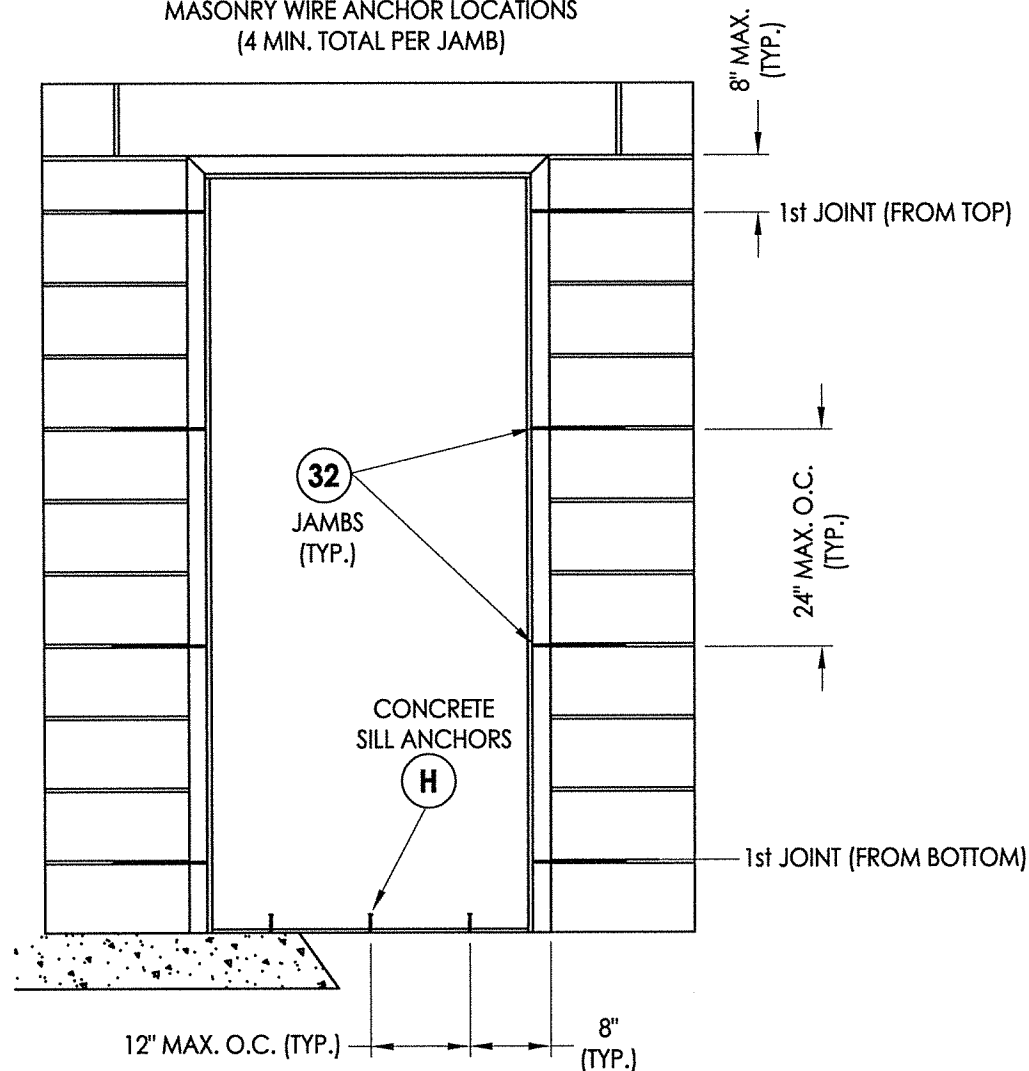 MASONRY WIRE ANCHOR LOCATIONS
(4 MIN. TOTAL PER JAMB)
8" MAX.
(TYP.)
1st JOINT (FROM TOP)
32
JAMBS
(TYP.)
24" MAX. O.C.
(TYP.)
CONCRETE
SILL ANCHORS
H
1st JOINT (FROM BOTTOM)
12" MAX. O.C. (TYP.)
8"
(TYP.)